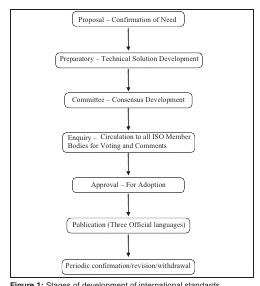 Proposal – Confirmation of Need
Preparatory – Technical Solution Development
Committee – Consensus Development
Enquiry – Circulation to all ISO Member
Bodies for Voting and Comments
Approval – For Adoption
Publication (Three Official languages)
Periodic confirmation/revision/withdrawal
Figure 1: Stages of development of international standards